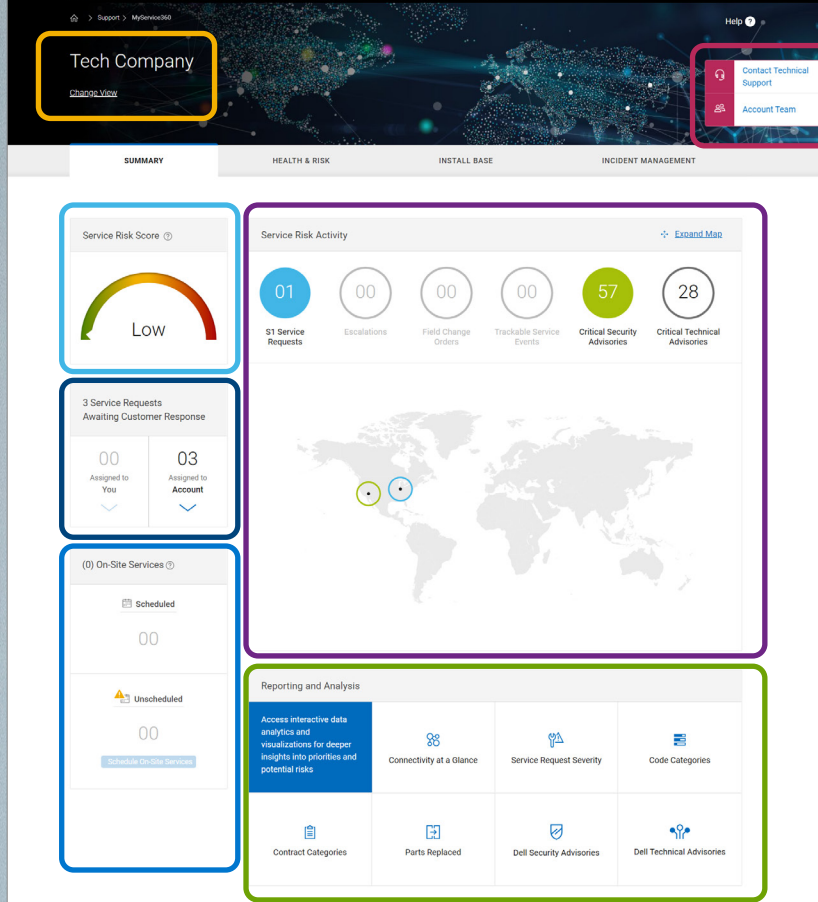 > Support > MyService360
Help ?
Tech Company
Change View
Contact Technical
Support
Account Team
SUMMARY
HEALTH & RISK
INSTALL BASE
INCIDENT MANAGEMENT
Service Risk Score ?
Low
Service Risk Activity
Expand Map
01
00
00
00
57
28
S1 Service
Requests
Escalations
Field Change
Orders
Trackable Service
Events
Critical Security
Advisories
Critical Technical
Advisories
3 Service Requests
Awaiting Customer Response
00
03
Assigned to
You
Assigned to
Account
(0) On-Site Services ?
Scheduled
00
Unscheduled
00
Schedule On-Site Services
Reporting and Analysis
Access interactive data
analytics and
visualizations for deeper
insights into priorities and
potential risks
Connectivity at a Glance
Service Request Severity
Code Categories
Contract Categories
Parts Replaced
Dell Security Advisories
Dell Technical Advisories